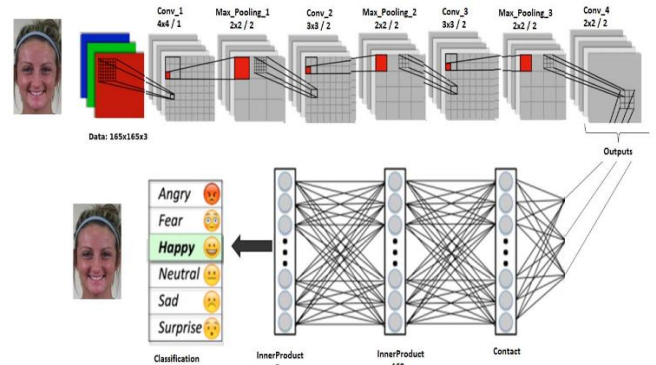 Conv_1
4x4 / 1
Max_Pooling_1
2x2 / 2
Conv_2
3x3 / 2
Max_Pooling_2
2x2 / 2
Conv_3
3x3 / 2
Max_Pooling_3
2x2 / 2
Conv_4
2x2 / 2
Data: 165x165x3
Outputs
Angry
Fear
Happy
Neutral
Sad
Surprise
Classification
InnerProduct
InnerProduct
Contact